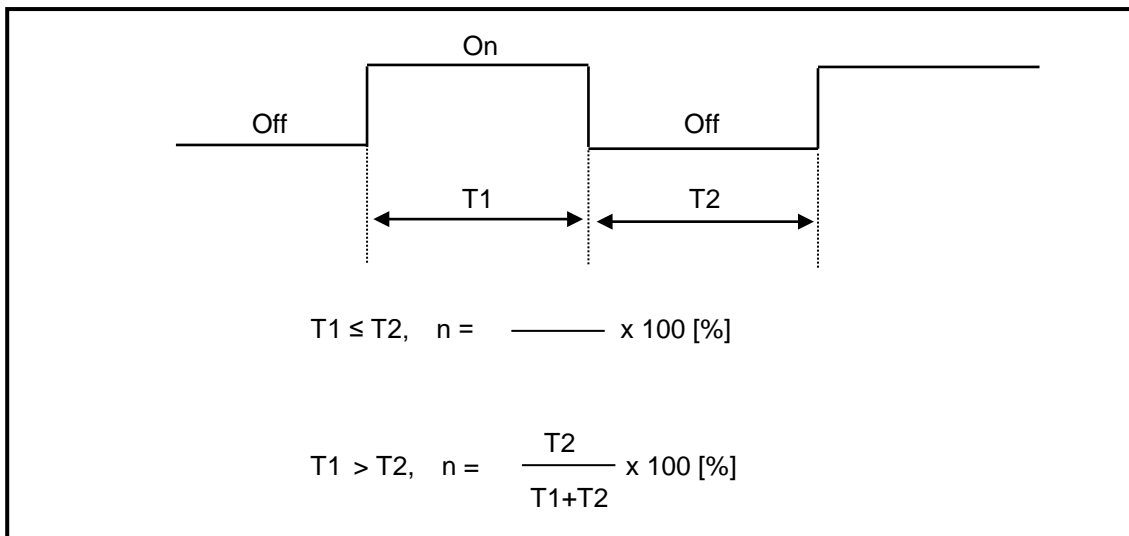 On
Off
Off
T1
T2
T1 ≤ T2, n = ——— x 100 [%]
T2
T1 > T2, n = ——— x 100 [%]
T1+T2